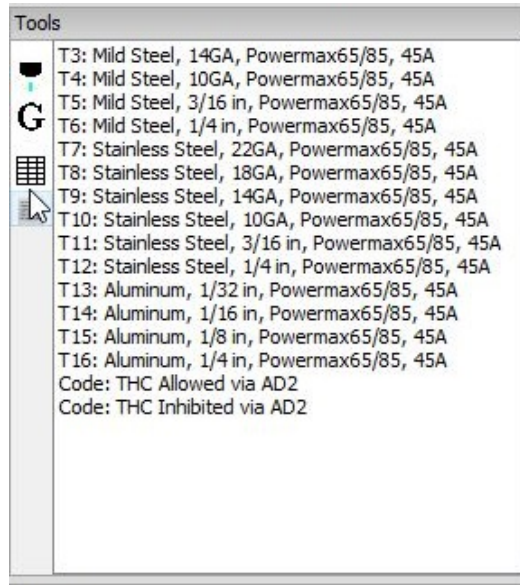 Tools
T3: Mild Steel, 14GA, Powermax65/85, 45A
T4: Mild Steel, 10GA, Powermax65/85, 45A
T5: Mild Steel, 3/16 in, Powermax65/85, 45A
T6: Mild Steel, 1/4 in, Powermax65/85, 45A
G
T7: Stainless Steel, 22GA, Powermax65/85, 45A
T8: Stainless Steel, 18GA, Powermax65/85, 45A
T9: Stainless Steel, 14GA, Powermax65/85, 45A
T10: Stainless Steel, 10GA, Powermax65/85, 45A
T11: Stainless Steel, 3/16 in, Powermax65/85, 45A
T12: Stainless Steel, 1/4 in, Powermax65/85, 45A
T13: Aluminum, 1/32 in, Powermax65/85, 45A
T14: Aluminum, 1/16 in, Powermax65/85, 45A
T15: Aluminum, 1/8 in, Powermax65/85, 45A
T16: Aluminum, 1/4 in, Powermax65/85, 45A
Code: THC Allowed via AD2
Code: THC Inhibited via AD2